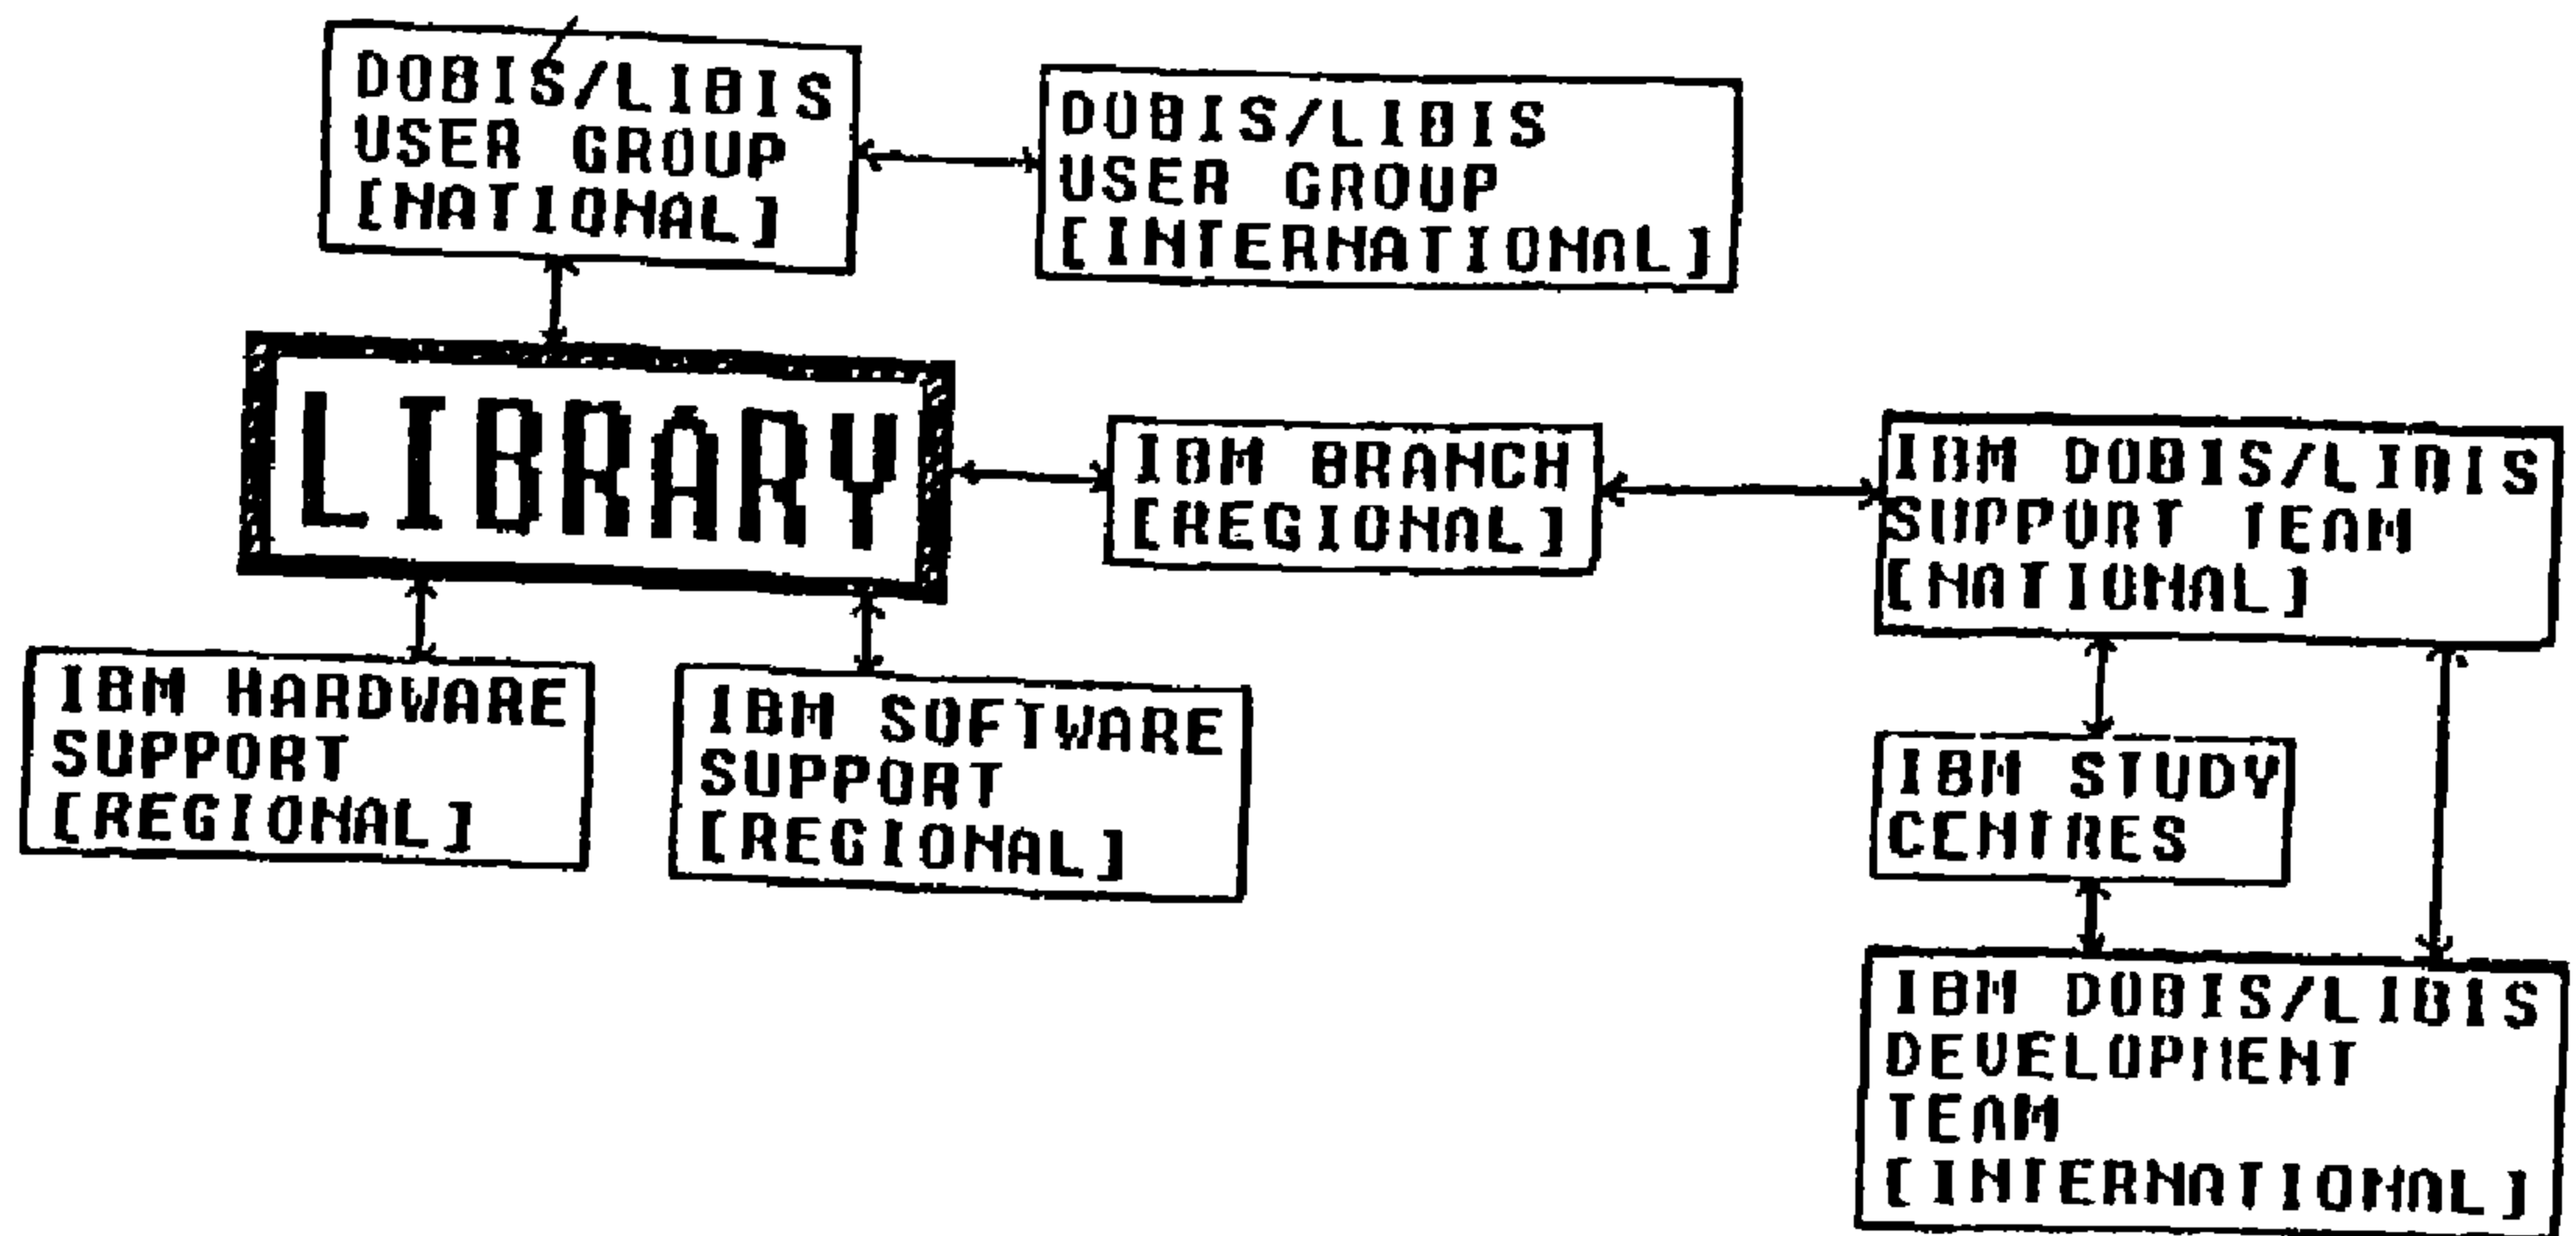 DOBIS/LIBIS
USER GROUP
[NATIONAL]
DOBIS/LIBIS
USER GROUP
[INTERNATIONAL]
LIBRARY
IBM BRANCH
[REGIONAL]
IBM DOBIS/LIBIS
SUPPORT TEAM
[NATIONAL]
IBM HARDWARE
SUPPORT
[REGIONAL]
IBM SOFTWARE
SUPPORT
[REGIONAL]
IBM STUDY
CENTRES
IBM DOBIS/LIBIS
DEVELOPMENT
TEAM
[INTERNATIONAL]